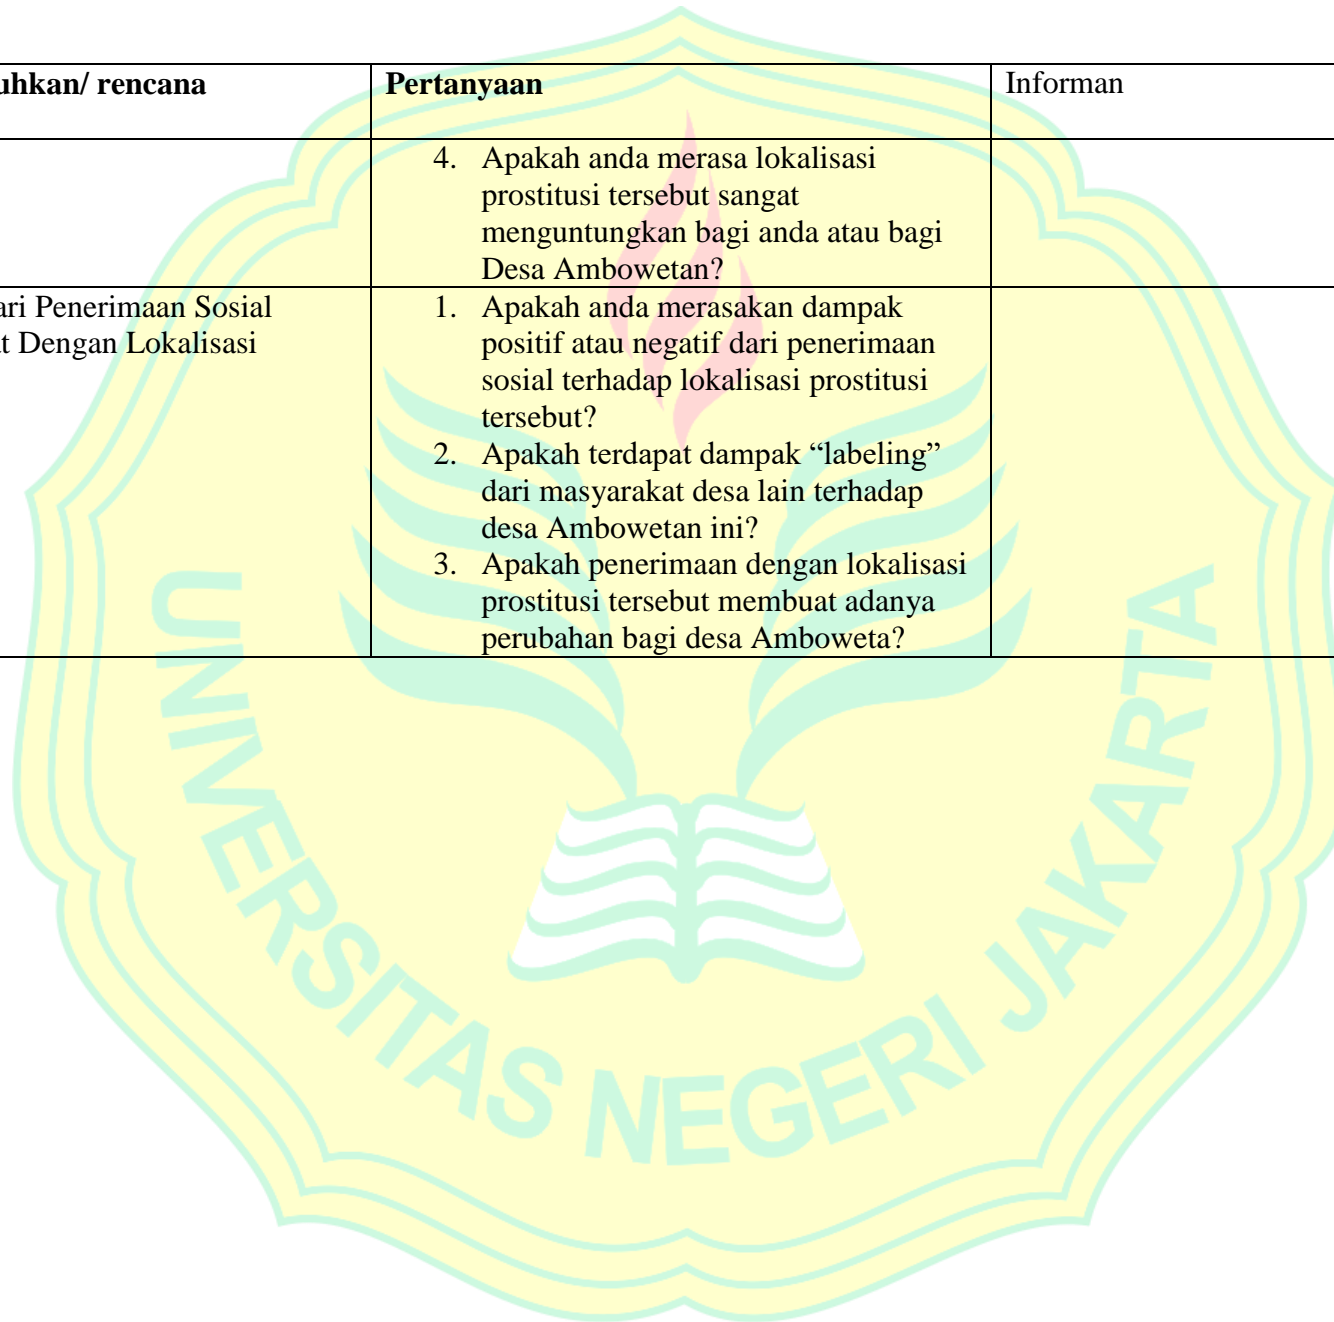 uhkan/ rencana
Pertanyaan
Informan
4. Apakah anda merasa lokalisasi
prostitusi tersebut sangat
menguntungkan bagi anda atau bagi
Desa Ambowetan?
ari Penerimaan Sosial
t Dengan Lokalisasi
1. Apakah anda merasakan dampak
positif atau negatif dari penerimaan
sosial terhadap lokalisasi prostitusi
tersebut?
2. Apakah terdapat dampak “labeling”
dari masyarakat desa lain terhadap
desa Ambowetan ini?
3. Apakah penerimaan dengan lokalisasi
prostitusi tersebut membuat adanya
perubahan bagi desa Amboweta?
UNIVERSITAS NEGERI JAKARTA